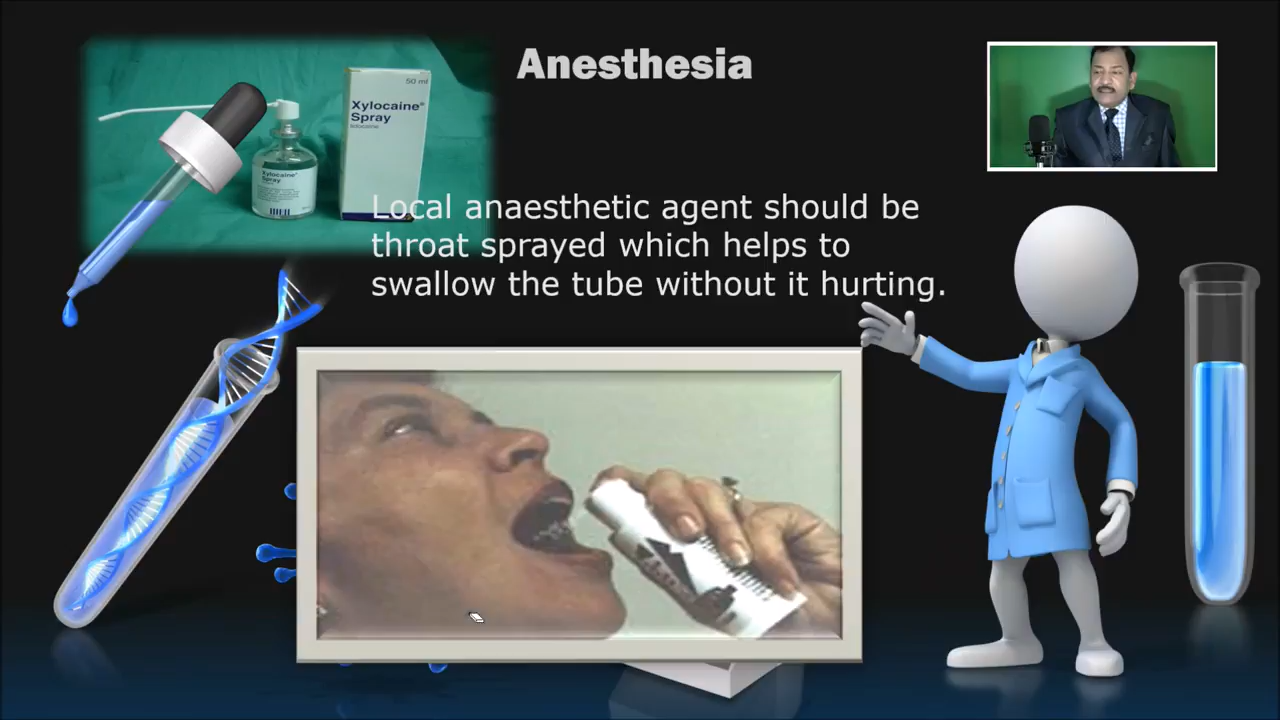 Anesthesia
50 ml
Xylocaine®
Spray
lidocaine
Xylocaine®
Spray
Local anaesthetic agent should be
throat sprayed which helps to
swallow the tube without it hurting.